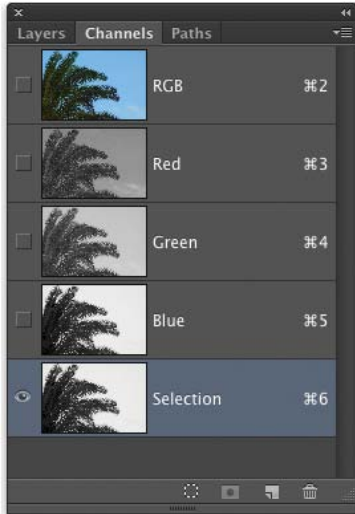 Layers Channels Paths
RGB ⌘2
Red ⌘3
Green ⌘4
Blue ⌘5
Selection ⌘6